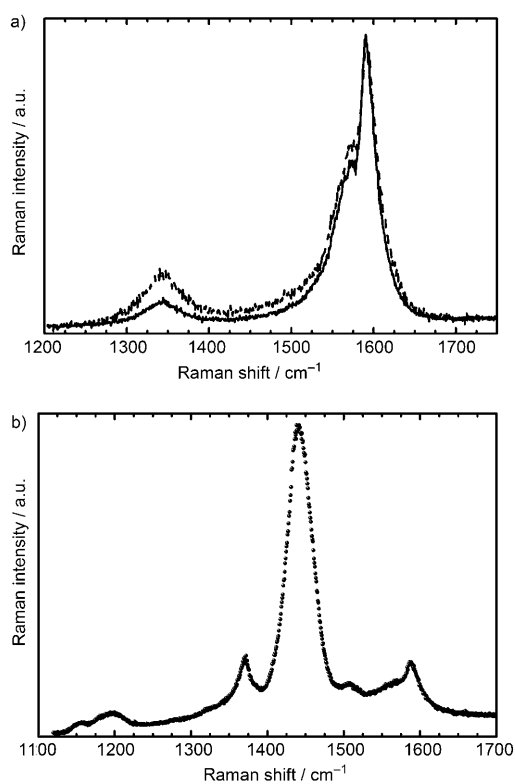 a)
Raman intensity / a.u.
1200 1300 1400 1500 1600 1700
Raman shift / cm⁻¹
b)
Raman intensity / a.u.
1100 1200 1300 1400 1500 1600 1700
Raman shift / cm⁻¹